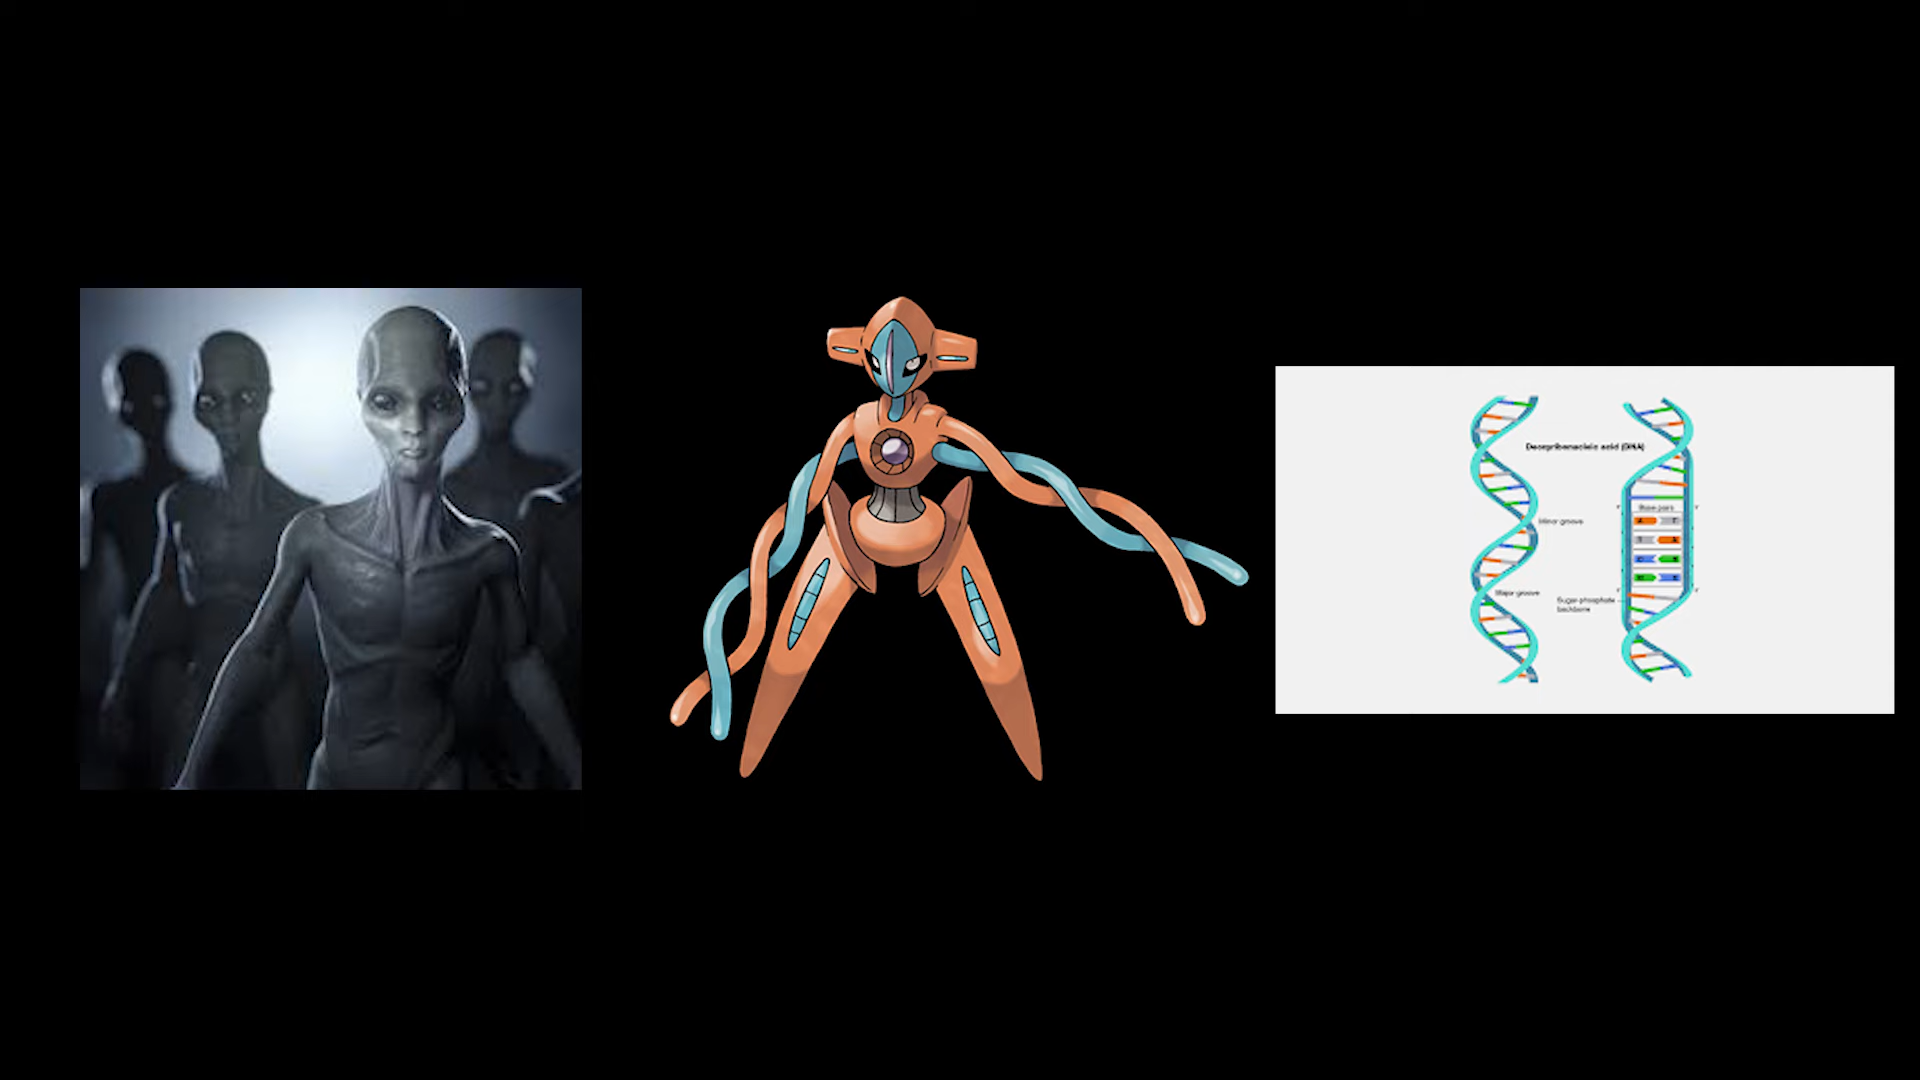 Deoxyribonucleic acid (DNA)
Base pairs
Minor groove
Major groove
Sugar-phosphate
backbone